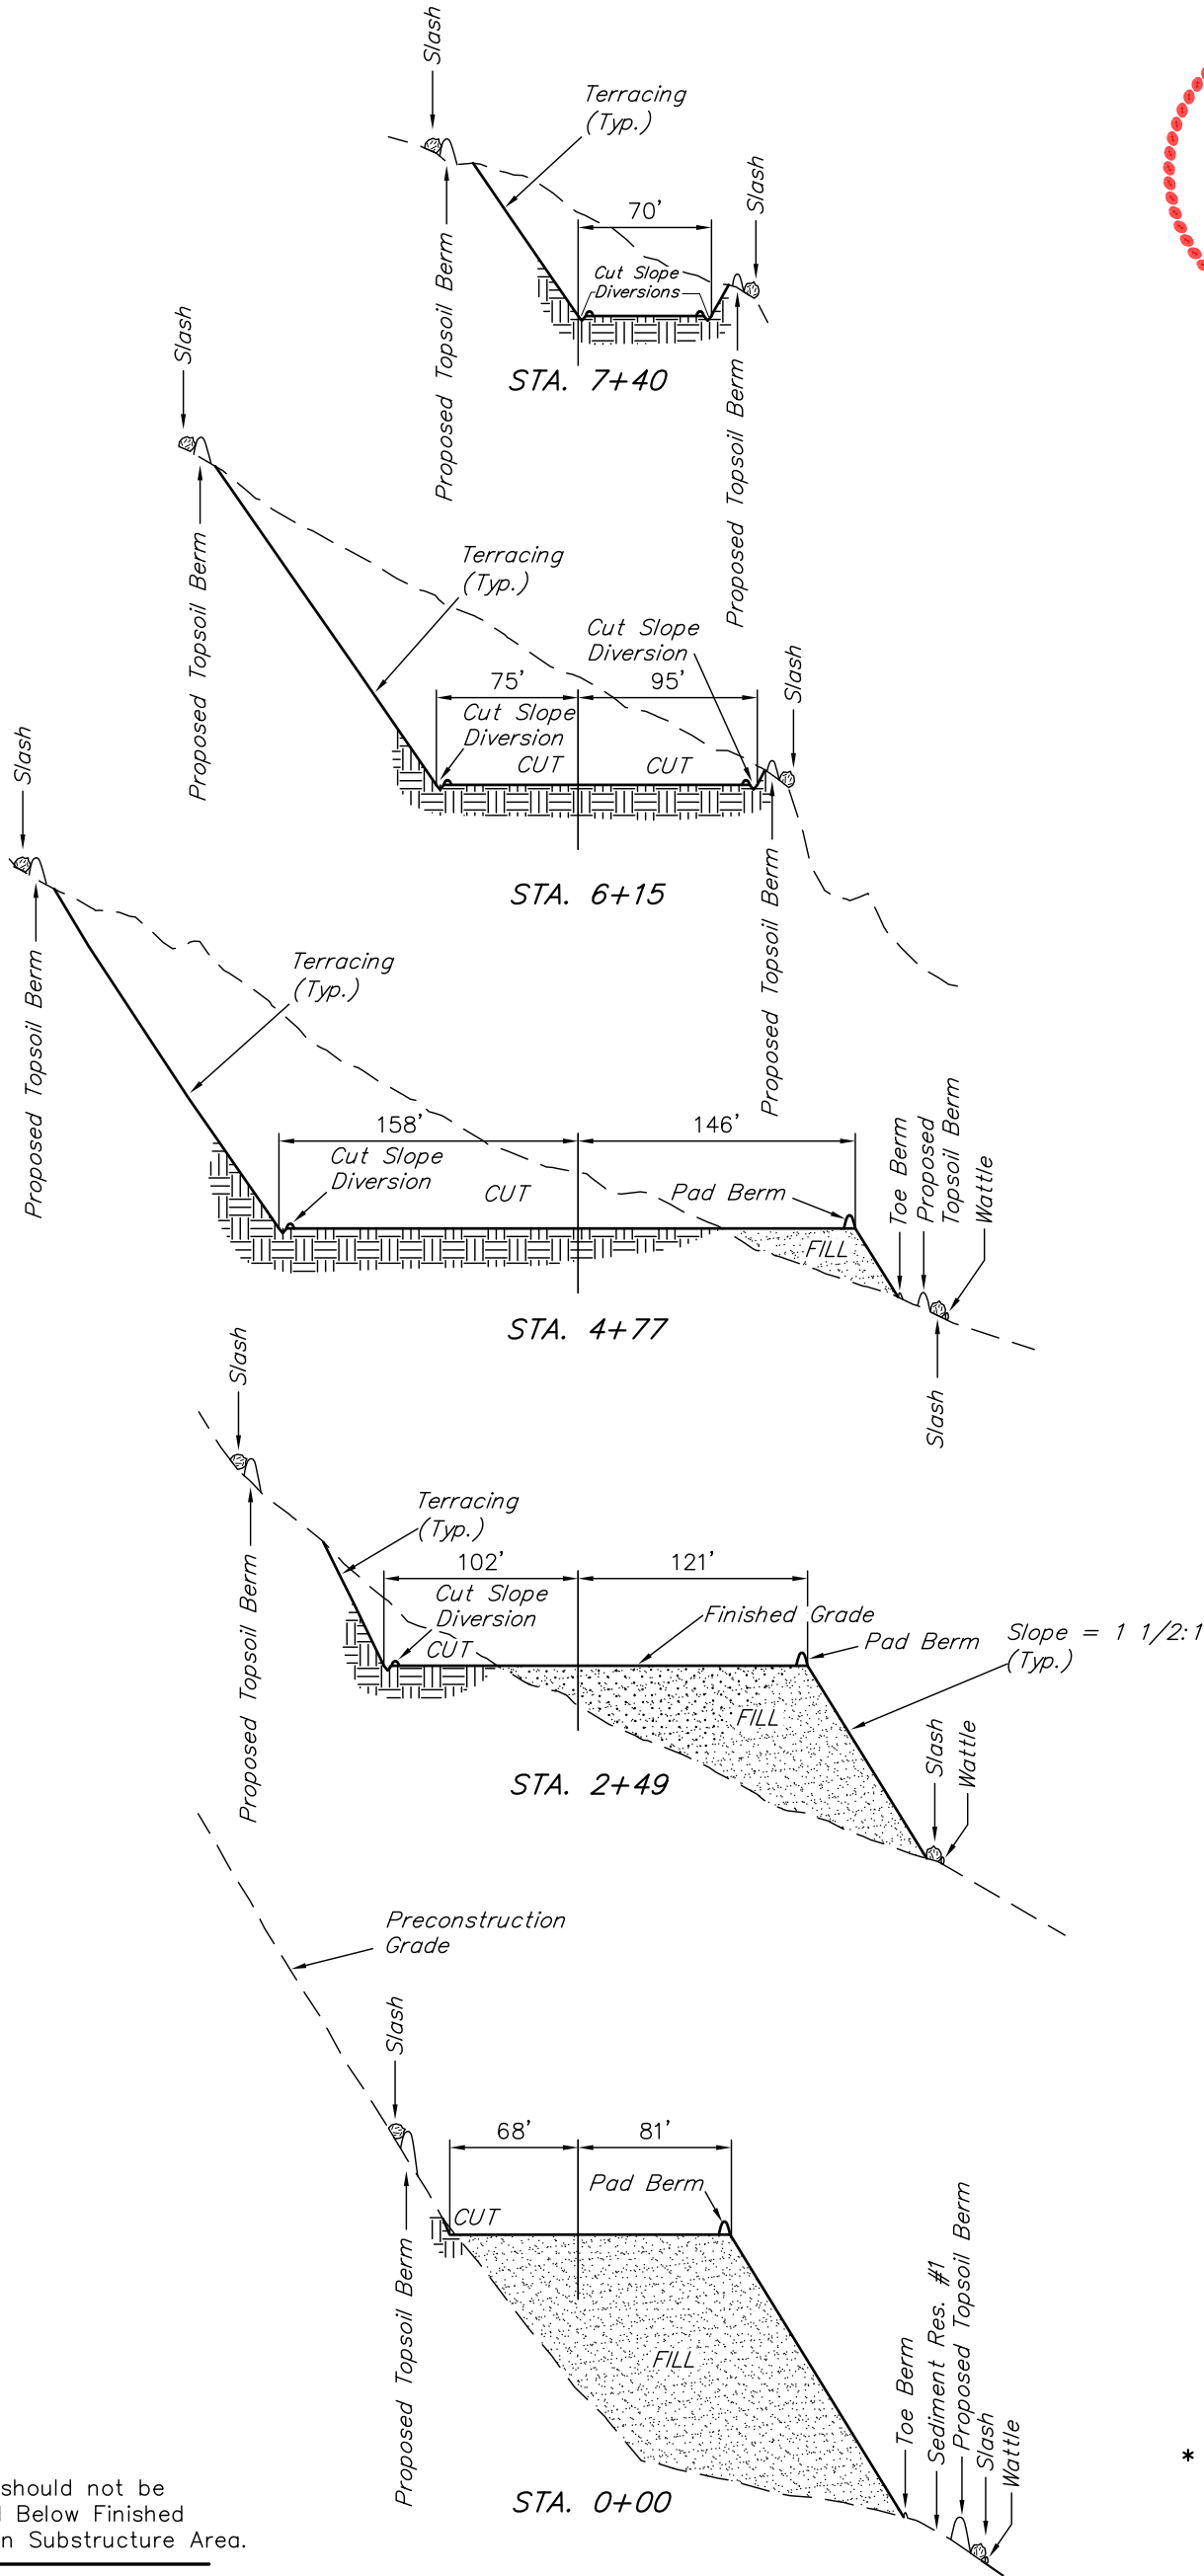 Slash
Terracing
(Typ.)
70'
Slash
Cut Slope
Diversions
Proposed Topsoil Berm
Proposed Topsoil Berm
STA. 7+40
Slash
Proposed Topsoil Berm
Terracing
(Typ.)
Cut Slope
Diversion
75'
95'
Slash
Cut Slope
Diversion
CUT
CUT
Proposed Topsoil Berm
STA. 6+15
Slash
Proposed Topsoil Berm
Terracing
(Typ.)
158'
146'
Cut Slope
Diversion
CUT
Pad Berm
FILL
Toe Berm
Proposed
Topsoil Berm
Wattle
Slash
STA. 4+77
Slash
Proposed Topsoil Berm
Terracing
(Typ.)
102'
121'
Cut Slope
Diversion
CUT
Finished Grade
Pad Berm
Slope = 1 1/2:1
(Typ.)
FILL
Slash
Wattle
STA. 2+49
Preconstruction
Grade
Slash
Proposed Topsoil Berm
68'
81'
CUT
Pad Berm
FILL
Toe Berm
Sediment Res. #1
Proposed Topsoil Berm
Slash
Wattle
STA. 0+00
*
should not be
Below Finished
n Substructure Area.